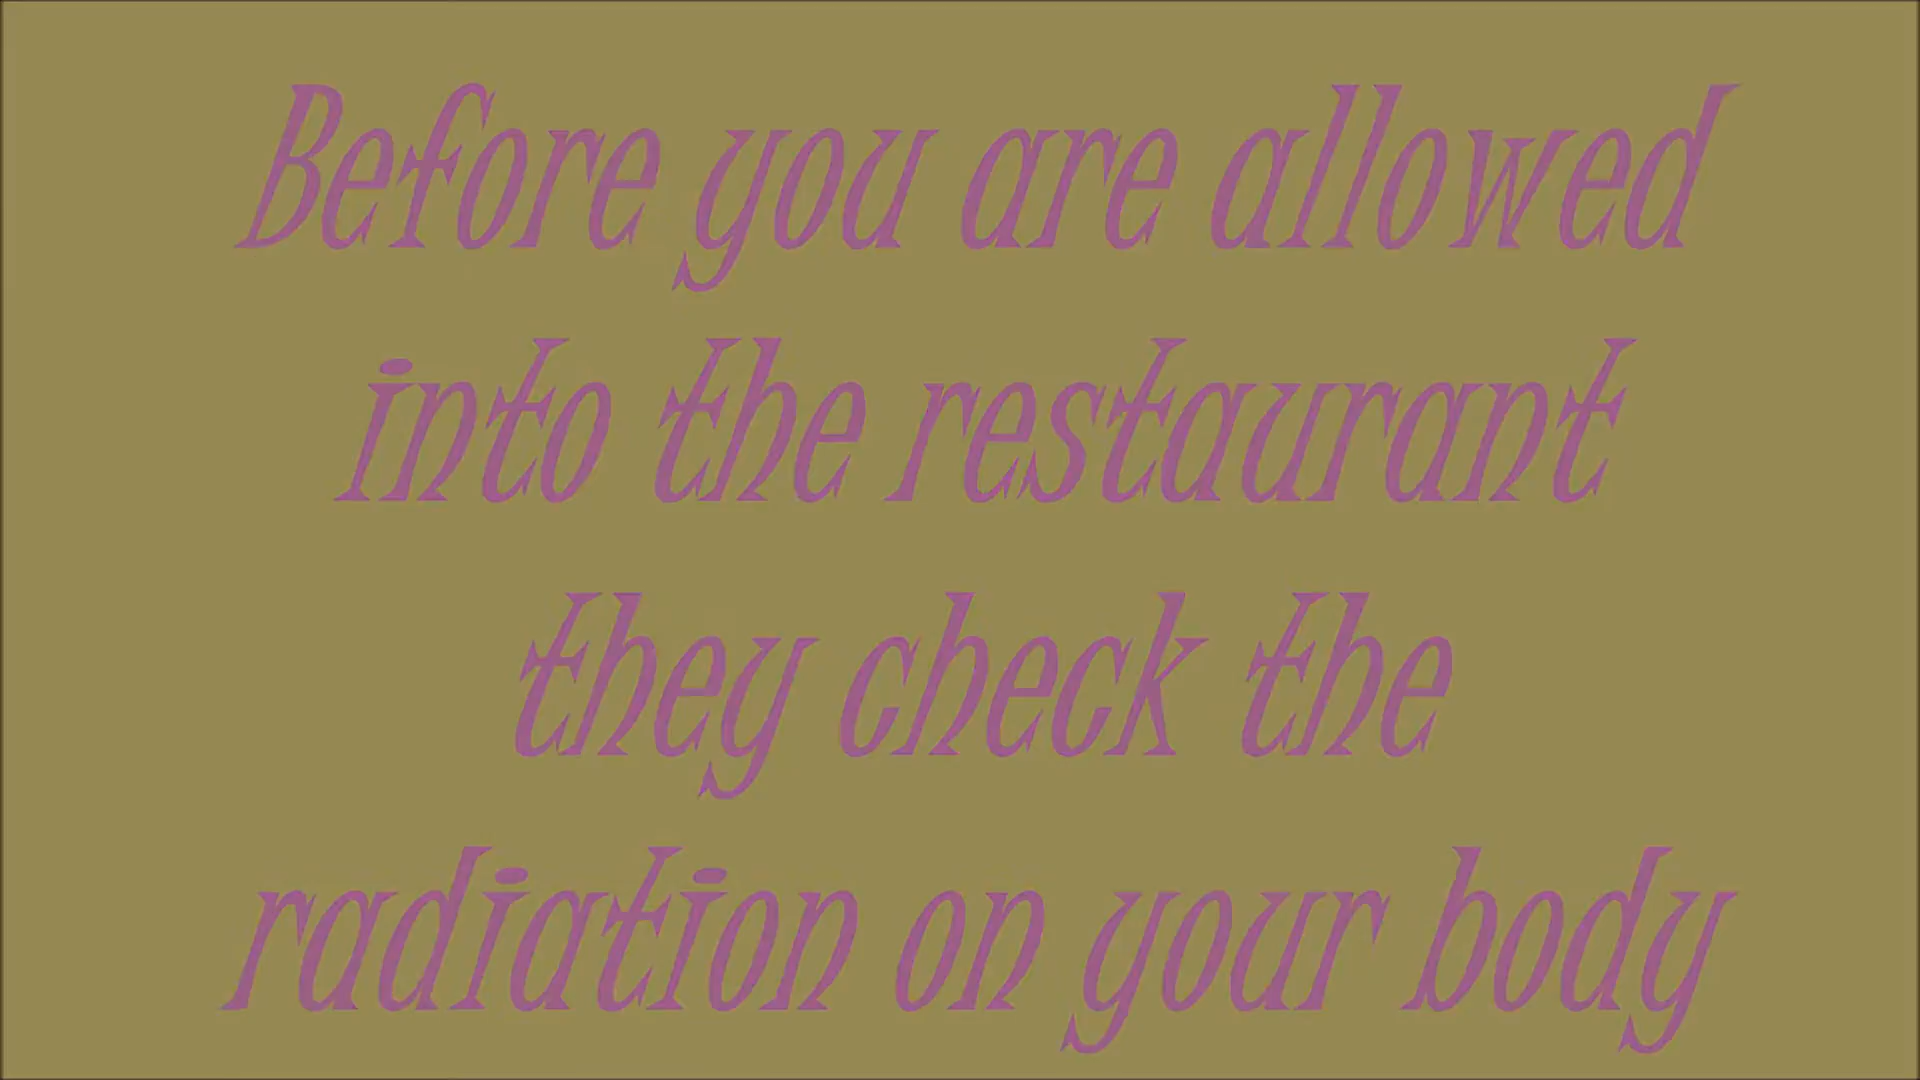 Before you are allowed
into the restaurant
they check the
radiation on your body